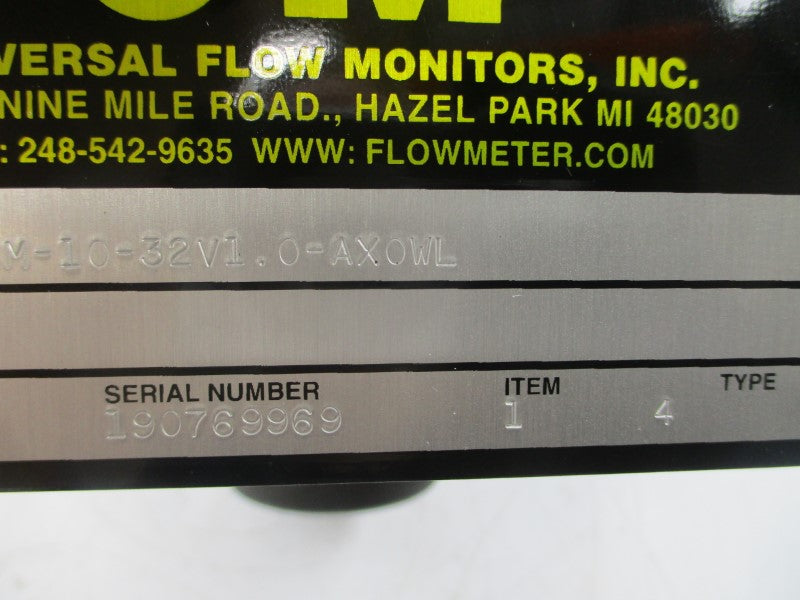 VERSAL FLOW MONITORS, INC.
NINE MILE ROAD., HAZEL PARK MI 48030
: 248-542-9635 WWW: FLOWMETER.COM
M-10-32V1.0-AX0WL
SERIAL NUMBER ITEM TYPE
190769969 1 4